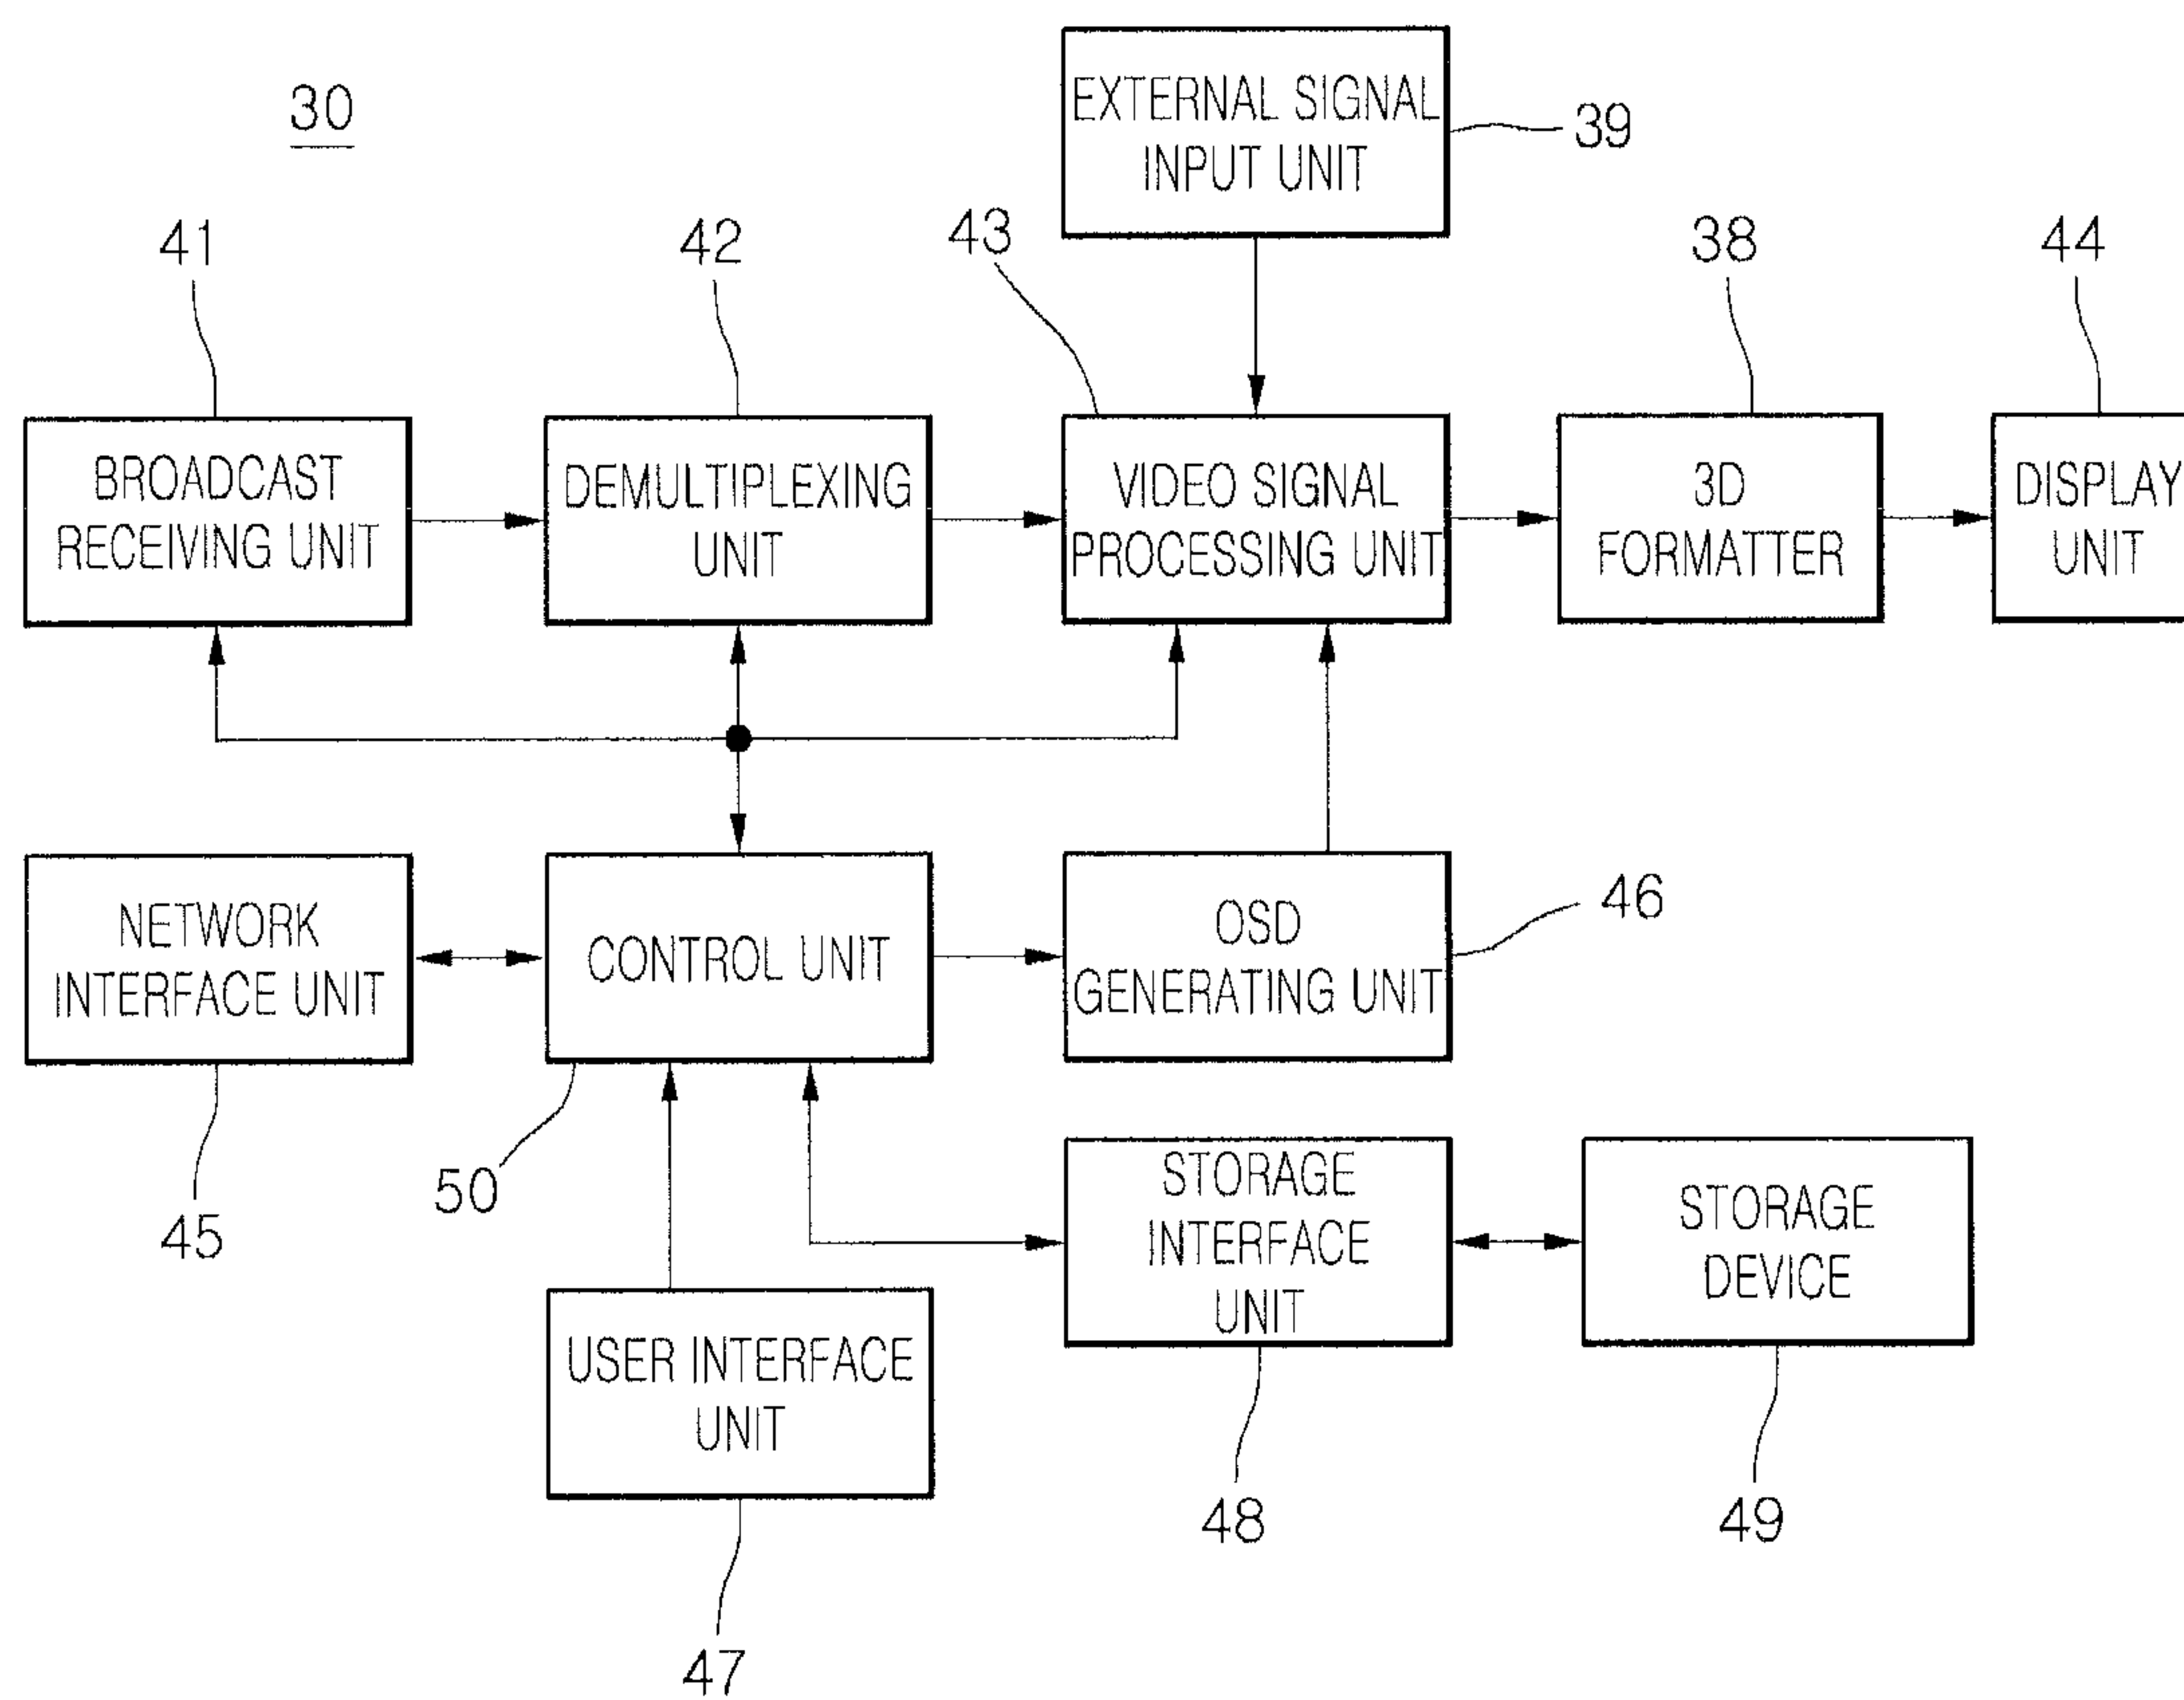 30
EXTERNAL SIGNAL
INPUT UNIT
39
41
42
43
38
44
BROADCAST
RECEIVING UNIT
DEMULTIPLEXING
UNIT
VIDEO SIGNAL
PROCESSING UNIT
3D
FORMATTER
DISPLAY
UNIT
NETWORK
INTERFACE UNIT
CONTROL UNIT
OSD
GENERATING UNIT
46
45
50
STORAGE
INTERFACE
UNIT
STORAGE
DEVICE
USER INTERFACE
UNIT
48
49
47